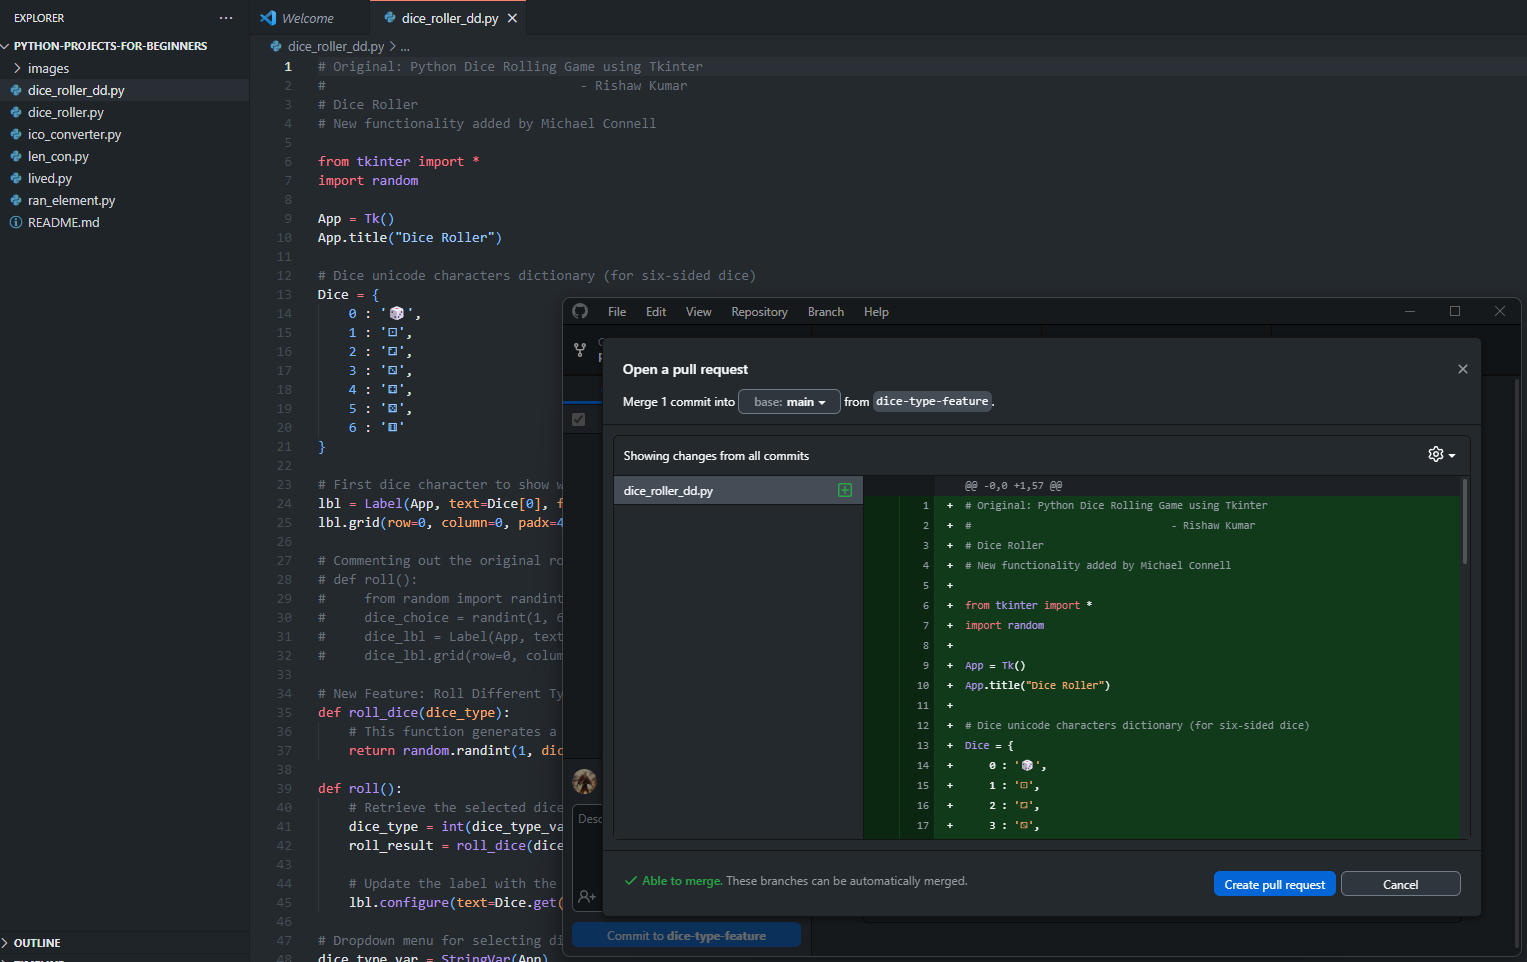 EXPLORER
PYTHON-PROJECTS-FOR-BEGINNERS
images
dice_roller_dd.py
dice_roller.py
ico_converter.py
len_con.py
lived.py
ran_element.py
README.md
OUTLINE
Welcome
dice_roller_dd.py
dice_roller_dd.py > ...
1 # Original: Python Dice Rolling Game using Tkinter
2 # - Rishaw Kumar
3 # Dice Roller
4 # New functionality added by Michael Connell
5
6 from tkinter import *
7 import random
8
9 App = Tk()
10 App.title("Dice Roller")
11
12 # Dice unicode characters dictionary (for six-sided dice)
13 Dice = {
14 0 : '🎲',
15 1 : '⚀',
16 2 : '⚁',
17 3 : '⚂',
18 4 : '⚃',
19 5 : '⚄',
20 6 : '⚅'
21 }
22
23 # First dice character to show w
24 lbl = Label(App, text=Dice[0], f
25 lbl.grid(row=0, column=0, padx=4
26
27 # Commenting out the original ro
28 # def roll():
29 # from random import randint
30 # dice_choice = randint(1, 6
31 # dice_lbl = Label(App, text
32 # dice_lbl.grid(row=0, colum
33
34 # New Feature: Roll Different Ty
35 def roll_dice(dice_type):
36 # This function generates a
37 return random.randint(1, dic
38
39 def roll():
40 # Retrieve the selected dice
41 dice_type = int(dice_type_va
42 roll_result = roll_dice(dice
43
44 # Update the label with the
45 lbl.configure(text=Dice.get(
46
47 # Dropdown menu for selecting di
48 dice_type_var = StringVar(App)
File Edit View Repository Branch Help
Open a pull request
Merge 1 commit into base: main from dice-type-feature.
Showing changes from all commits
dice_roller_dd.py
@@ -0,0 +1,57 @@
1 + # Original: Python Dice Rolling Game using Tkinter
2 + # - Rishaw Kumar
3 + # Dice Roller
4 + # New functionality added by Michael Connell
5 +
6 + from tkinter import *
7 + import random
8 +
9 + App = Tk()
10 + App.title("Dice Roller")
11 +
12 + # Dice unicode characters dictionary (for six-sided dice)
13 + Dice = {
14 + 0 : '🎲',
15 + 1 : '⚀',
16 + 2 : '⚁',
17 + 3 : '⚂',
Able to merge. These branches can be automatically merged.
Create pull request
Cancel
Desc
Commit to dice-type-feature